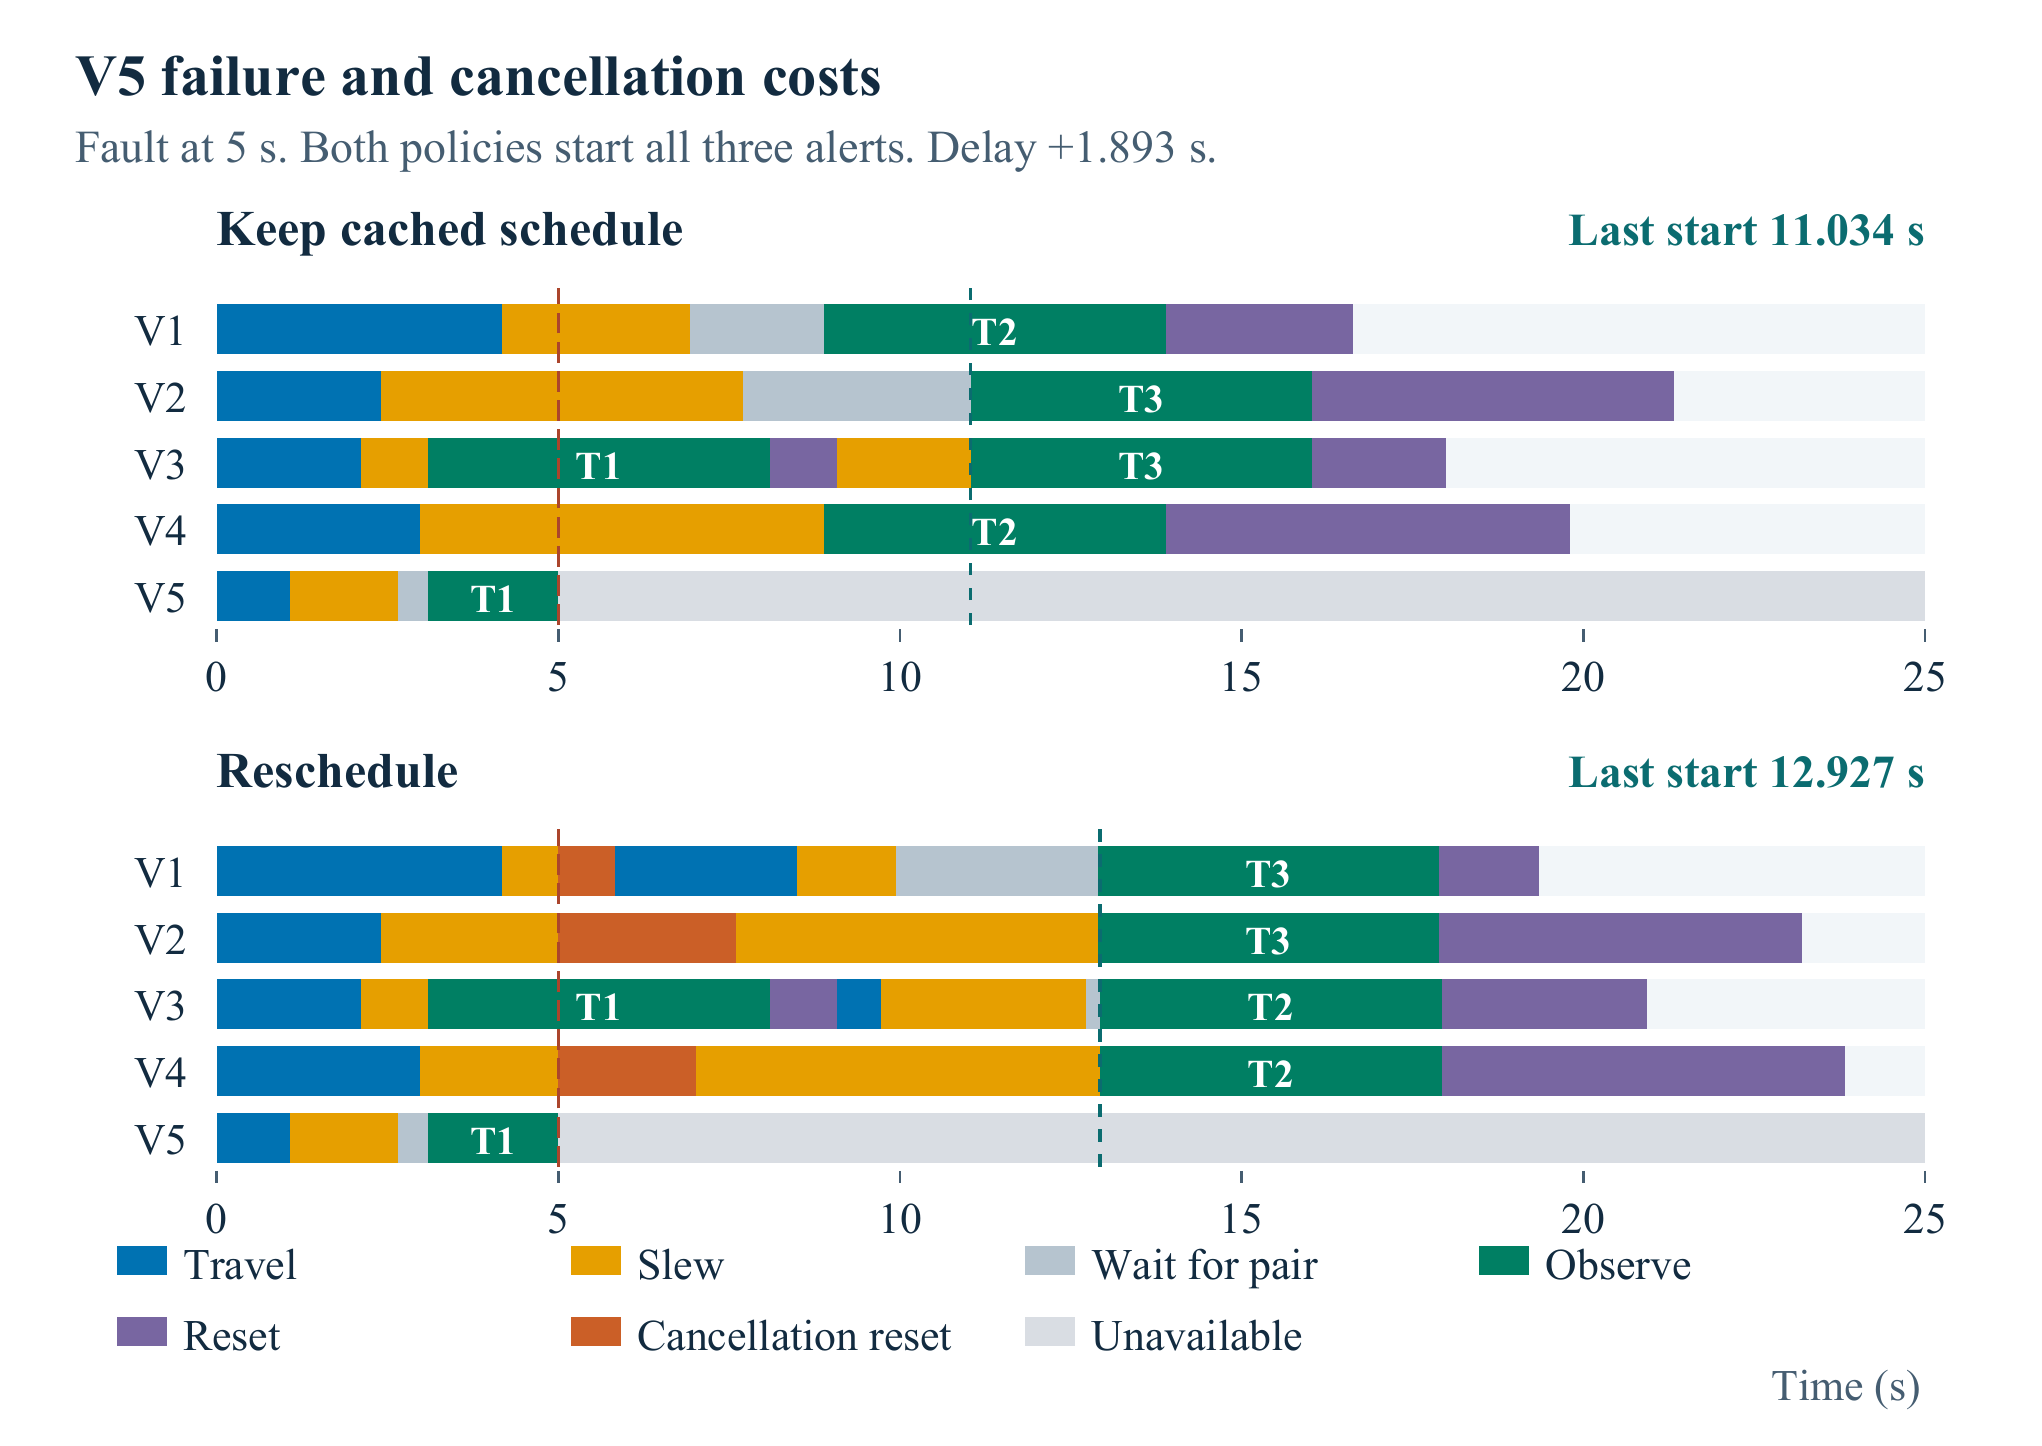 V5 failure and cancellation costs
Fault at 5 s. Both policies start all three alerts. Delay +1.893 s.
Keep cached schedule Last start 11.034 s
V1 T2
V2 T3
V3 T1 T3
V4 T2
V5 T1
0 5 10 15 20 25
Reschedule Last start 12.927 s
V1 T3
V2 T3
V3 T1 T2
V4 T2
V5 T1
0 5 10 15 20 25
Travel Slew Wait for pair Observe
Reset Cancellation reset Unavailable
Time (s)